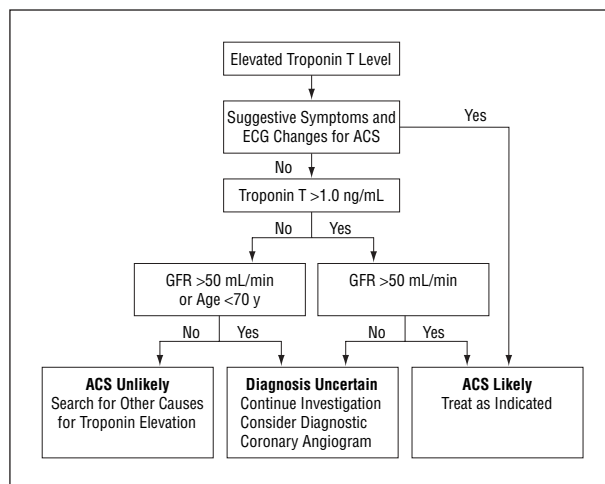 Elevated Troponin T Level
Suggestive Symptoms and
ECG Changes for ACS
Yes
No
Troponin T >1.0 ng/mL
No
Yes
GFR >50 mL/min
or Age <70 y
GFR >50 mL/min
No
Yes
No
Yes
ACS Unlikely
Search for Other Causes
for Troponin Elevation
Diagnosis Uncertain
Continue Investigation
Consider Diagnostic
Coronary Angiogram
ACS Likely
Treat as Indicated